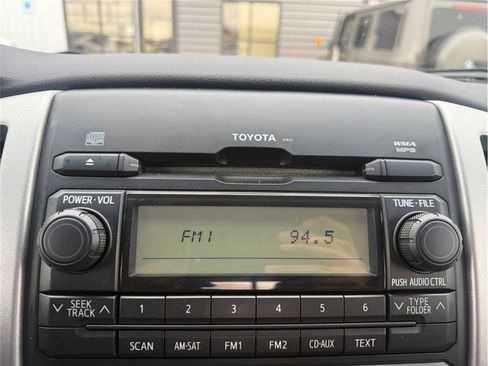 TOYOTA
WMA
MP3
POWER·VOL
TUNE·FILE
FM1 94.5
PUSH AUDIO CTRL
SEEK
TRACK
1 2 3 4 5 6
TYPE
FOLDER
SCAN AM·SAT FM1 FM2 CD·AUX TEXT